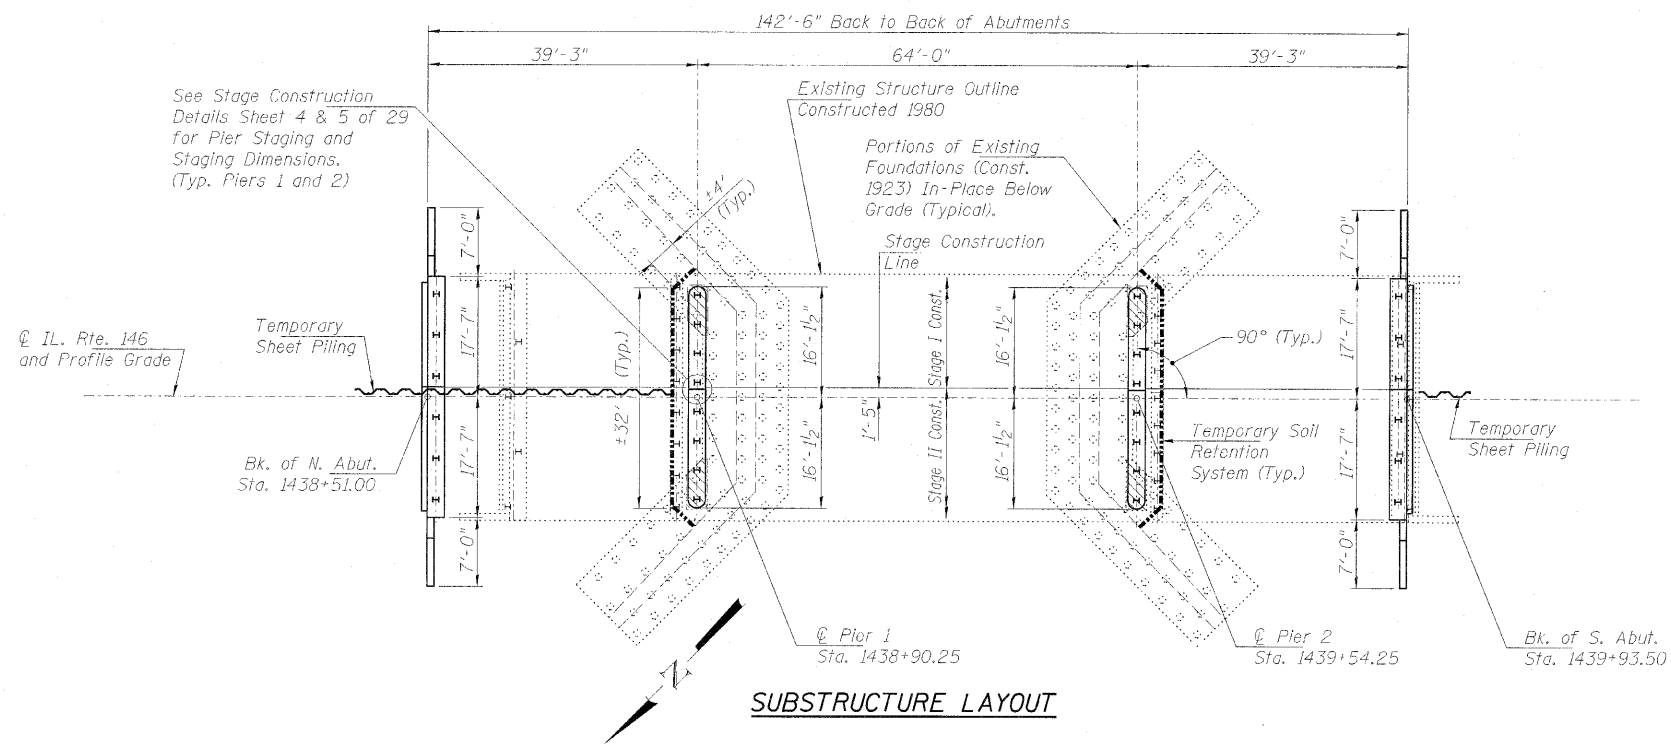 142'-6" Back to Back of Abutments
39'-3"
64'-0"
39'-3"
See Stage Construction
Details Sheet 4 & 5 of 29
for Pier Staging and
Staging Dimensions.
(Typ. Piers 1 and 2)
Existing Structure Outline
Constructed 1980
Portions of Existing
Foundations (Const.
1923) In-Place Below
Grade (Typical).
±4'
(Typ.)
Stage Construction
Line
7'-0"
7'-0"
17'-7"
17'-7"
℄ IL. Rte. 146
and Profile Grade
Temporary
Sheet Piling
±32' (Typ.)
16'-1½"
16'-1½"
Stage I Const.
90° (Typ.)
17'-7"
17'-7"
1'-5"
16'-1½"
16'-1½"
Stage II Const.
Temporary Soil
Retention
System (Typ.)
Temporary
Sheet Piling
Bk. of N. Abut.
Sta. 1438+51.00
7'-0"
7'-0"
℄ Pier 1
Sta. 1438+90.25
℄ Pier 2
Sta. 1439+54.25
Bk. of S. Abut.
Sta. 1439+93.50
N
SUBSTRUCTURE LAYOUT